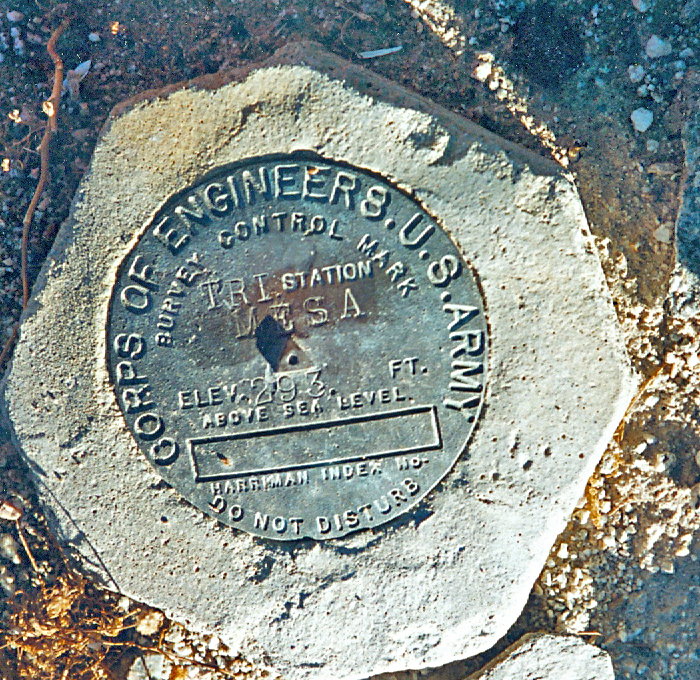 CORPS OF ENGINEERS. U.S. ARMY.
SURVEY CONTROL MARK
TRI. STATION
MESA
ELEV. 293. FT.
ABOVE SEA LEVEL.
HARRIMAN INDEX NO.
DO NOT DISTURB